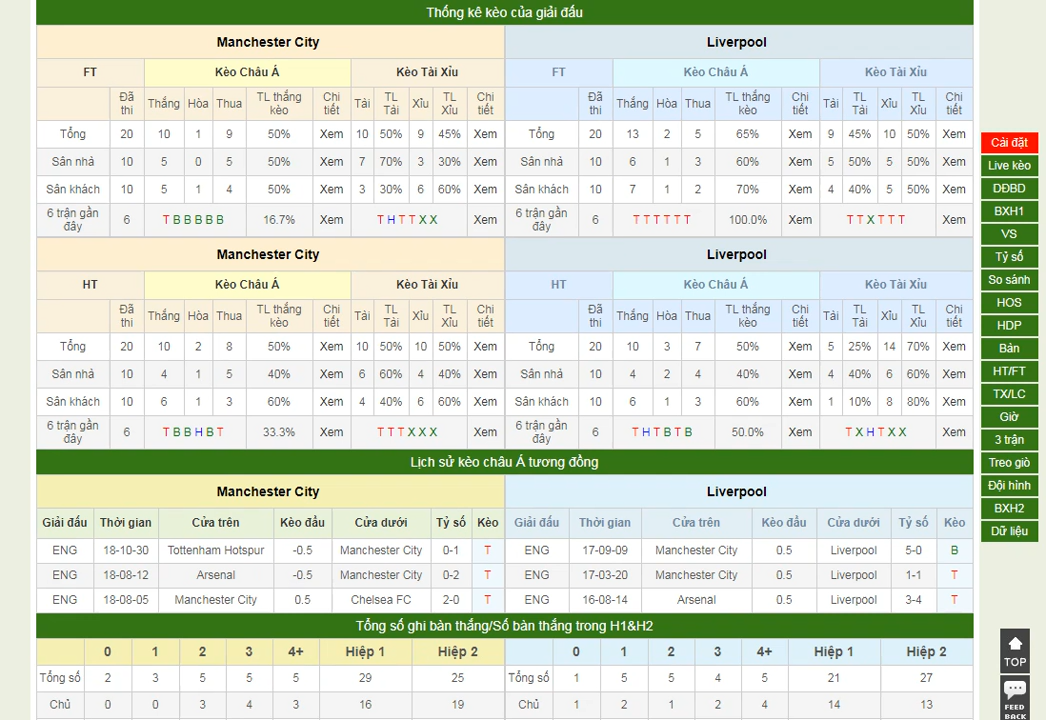 Thống kê kèo của giải đấu
Manchester City Liverpool
FT Kèo Châu Á Kèo Tài Xỉu FT Kèo Châu Á Kèo Tài Xỉu
Đã thi Thắng Hòa Thua TL thắng kèo Chi tiết Tài TL Tài Xỉu TL Xỉu Chi tiết Đã thi Thắng Hòa Thua TL thắng kèo Chi tiết Tài TL Tài Xỉu TL Xỉu Chi tiết
Tổng 20 10 1 9 50% Xem 10 50% 9 45% Xem Tổng 20 13 2 5 65% Xem 9 45% 10 50% Xem
Sân nhà 10 5 0 5 50% Xem 7 70% 3 30% Xem Sân nhà 10 6 1 3 60% Xem 5 50% 5 50% Xem
Sân khách 10 5 1 4 50% Xem 3 30% 6 60% Xem Sân khách 10 7 1 2 70% Xem 4 40% 5 50% Xem
6 trận gần đây 6 T B B B B B 16.7% Xem T H T T X X Xem 6 trận gần đây 6 T T T T T T 100.0% Xem T T X T T T Xem
Manchester City Liverpool
HT Kèo Châu Á Kèo Tài Xỉu HT Kèo Châu Á Kèo Tài Xỉu
Đã thi Thắng Hòa Thua TL thắng kèo Chi tiết Tài TL Tài Xỉu TL Xỉu Chi tiết Đã thi Thắng Hòa Thua TL thắng kèo Chi tiết Tài TL Tài Xỉu TL Xỉu Chi tiết
Tổng 20 10 2 8 50% Xem 10 50% 10 50% Xem Tổng 20 10 3 7 50% Xem 5 25% 14 70% Xem
Sân nhà 10 4 1 5 40% Xem 6 60% 4 40% Xem Sân nhà 10 4 2 4 40% Xem 4 40% 6 60% Xem
Sân khách 10 6 1 3 60% Xem 4 40% 6 60% Xem Sân khách 10 6 1 3 60% Xem 1 10% 8 80% Xem
6 trận gần đây 6 T B B H B T 33.3% Xem T T T X X X Xem 6 trận gần đây 6 T H T B T B 50.0% Xem T X H T X X Xem
Lịch sử kèo châu Á tương đồng
Manchester City Liverpool
Giải đấu Thời gian Cửa trên Kèo đầu Cửa dưới Tỷ số Kèo Giải đấu Thời gian Cửa trên Kèo đầu Cửa dưới Tỷ số Kèo
ENG 18-10-30 Tottenham Hotspur -0.5 Manchester City 0-1 T ENG 17-09-09 Manchester City 0.5 Liverpool 5-0 B
ENG 18-08-12 Arsenal -0.5 Manchester City 0-2 T ENG 17-03-20 Manchester City 0.5 Liverpool 1-1 T
ENG 18-08-05 Manchester City 0.5 Chelsea FC 2-0 T ENG 16-08-14 Arsenal 0.5 Liverpool 3-4 T
Tổng số ghi bàn thắng/Số bàn thắng trong H1&H2
0 1 2 3 4+ Hiệp 1 Hiệp 2 0 1 2 3 4+ Hiệp 1 Hiệp 2
Tổng số 2 3 5 5 5 29 25 Tổng số 1 5 5 4 5 21 27
Chủ 0 0 3 4 3 16 19 Chủ 1 2 1 2 4 14 13
Cài đặt
Live kèo
DĐBD
BXH1
VS
Tỷ số
So sánh
HOS
HDP
Bàn
HT/FT
TX/LC
Giờ
3 trận
Treo giò
Đội hình
BXH2
Dữ liệu
TOP
FEED
BACK